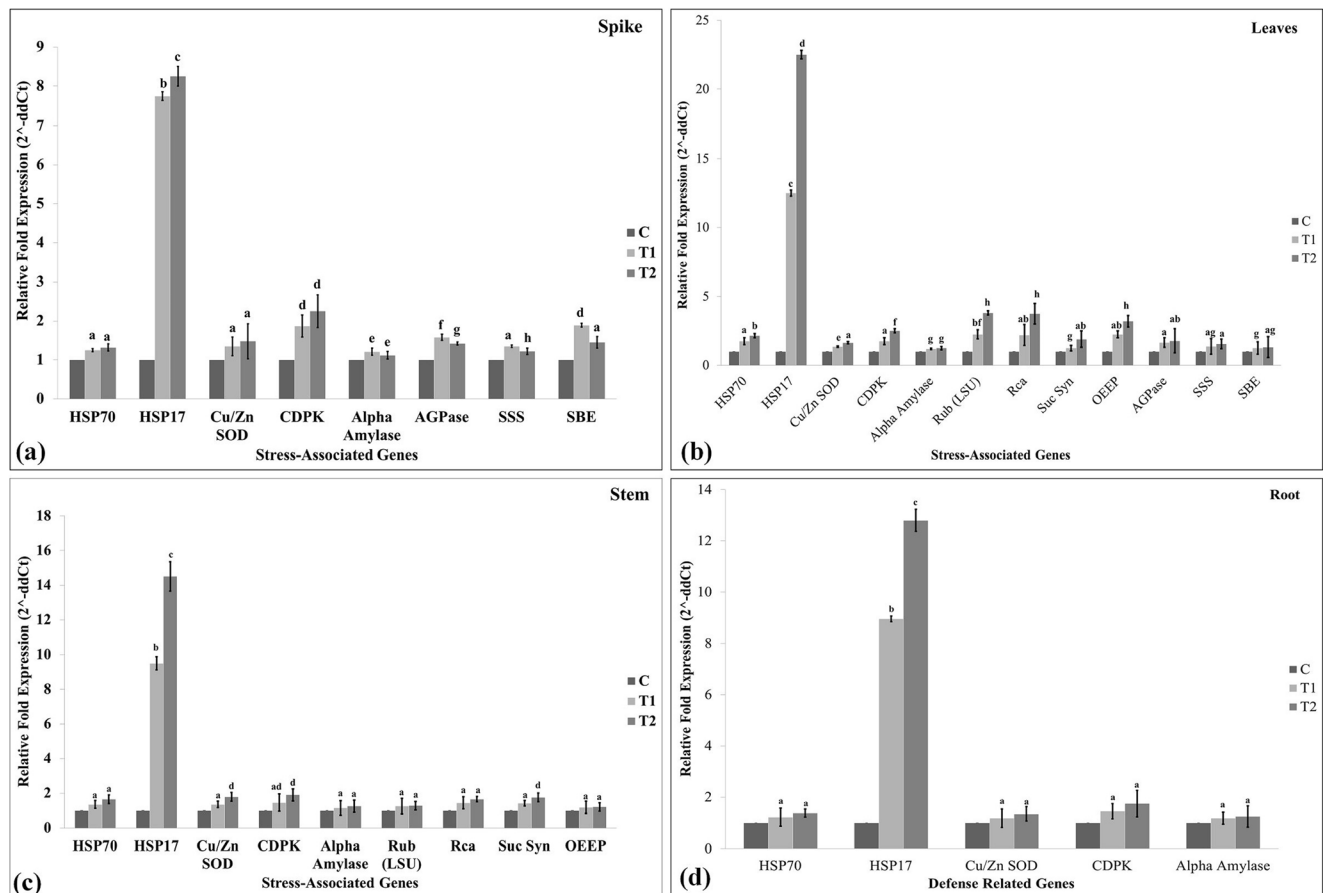 Spike
Relative Fold Expression (2^-ddCt)
9
8
7
6
5
4
3
2
1
0
a a
b c
a a
d d
e e
f g
a h
d a
C
T1
T2
HSP70 HSP17 Cu/Zn SOD CDPK Alpha Amylase AGPase SSS SBE
Stress-Associated Genes
(a)
Leaves
Relative Fold Expression (2^-ddCt)
25
20
15
10
5
0
a b
c d
e a
a f
g g
bf h
ab h
g ab
ab h
a ab
ag a
g ag
C
T1
T2
HSP70 HSP17 Cu/Zn SOD CDPK Alpha Amylase Rub (LSU) Rca Suc Syn OEEP AGPase SSS SBE
Stress-Associated Genes
(b)
Stem
Relative Fold Expression (2^-ddCt)
18
16
14
12
10
8
6
4
2
0
a a
b c
a d
ad d
a a
a a
a a
a d
a a
C
T1
T2
HSP70 HSP17 Cu/Zn SOD CDPK Alpha Amylase Rub (LSU) Rca Suc Syn OEEP
Stress-Associated Genes
(c)
Root
Relative Fold Expression (2^-ddCt)
14
12
10
8
6
4
2
0
a a
b c
a a
a a
a a
C
T1
T2
HSP70 HSP17 Cu/Zn SOD CDPK Alpha Amylase
Defense Related Genes
(d)